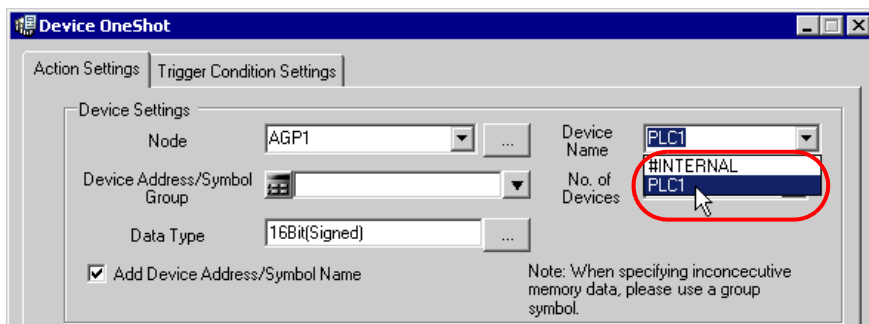 Device OneShot
Action Settings
Trigger Condition Settings
Device Settings
Node
AGP1
...
Device Name
PLC1
#INTERNAL
PLC1
Device Address/Symbol
Group
No. of
Devices
Data Type
16Bit(Signed)
...
Add Device Address/Symbol Name
Note: When specifying inconcecutive
memory data, please use a group
symbol.